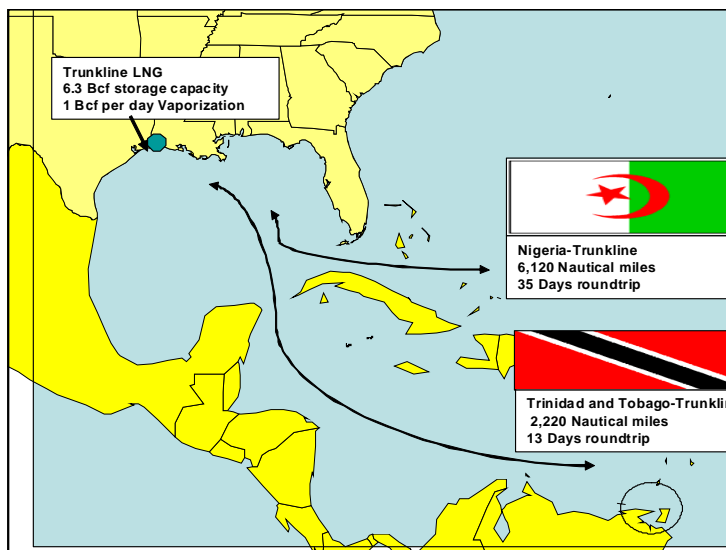 Trunkline LNG
6.3 Bcf storage capacity
1 Bcf per day Vaporization
Nigeria-Trunkline
6,120 Nautical miles
35 Days roundtrip
Trinidad and Tobago-Trunklin
2,220 Nautical miles
13 Days roundtrip